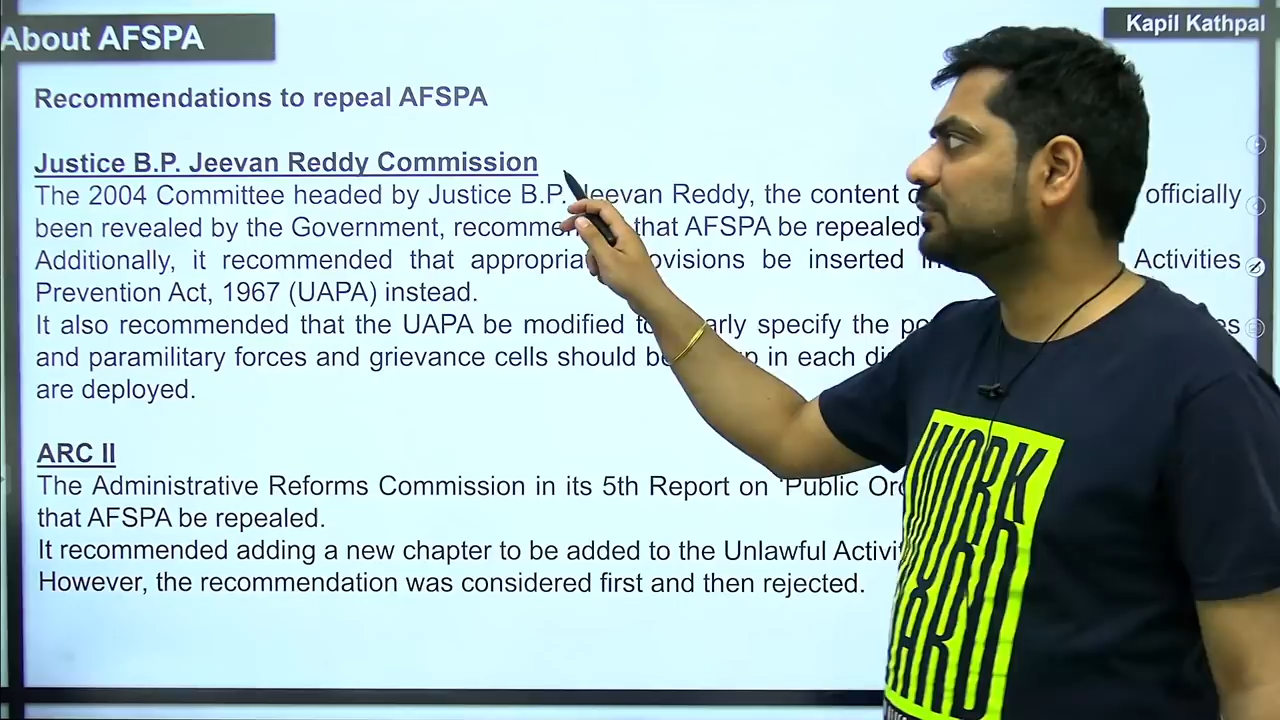 About AFSPA
Kapil Kathpal
Recommendations to repeal AFSPA
Justice B.P. Jeevan Reddy Commission
The 2004 Committee headed by Justice B.P. Jeevan Reddy, the content officially
been revealed by the Government, that AFSPA be repealed
Additionally, it recommended that be inserted Activities
Prevention Act, 1967 (UAPA) instead.
It also recommended that the UAPA be modified specify the
and paramilitary forces and grievance cells should in each
are deployed.
ARC II
The Administrative Reforms Commission in its 5th Report on 'Public
that AFSPA be repealed.
It recommended adding a new chapter to be added to the Unlawful
However, the recommendation was considered first and then rejected.
WORK